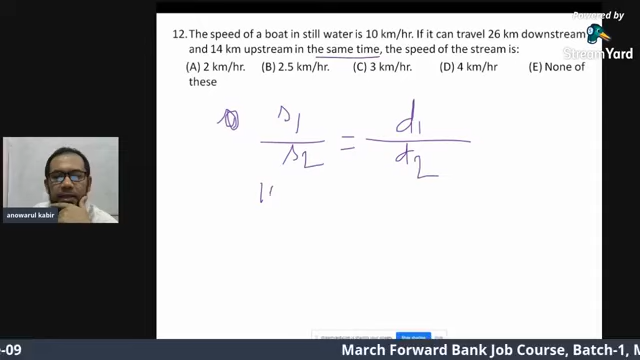 Powered by
StreamYard
12. The speed of a boat in still water is 10 km/hr. If it can travel 26 km downstream
and 14 km upstream in the same time, the speed of the stream is:
(A) 2 km/hr. (B) 2.5 km/hr. (C) 3 km/hr. (D) 4 km/hr (E) None of
these
s1 / s2 = d1 / d2
anowarul kabir
-09
March Forward Bank Job Course, Batch-1, M